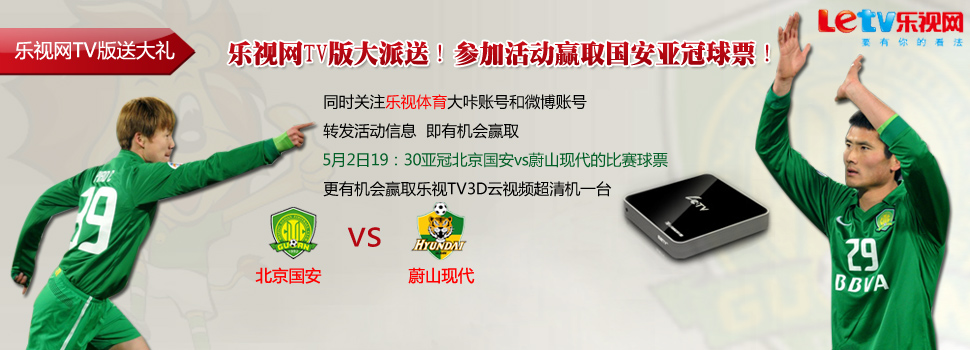 乐视网TV版送大礼
Letv乐视网
要有你的看法
乐视网TV版大派送！参加活动赢取国安亚冠球票！
同时关注乐视体育大咔账号和微博账号
转发活动信息 即有机会赢取
5月2日19：30亚冠北京国安vs蔚山现代的比赛球票
更有机会赢取乐视TV3D云视频超清机一台
GUOAN
VS
HYUNDAI
北京国安
蔚山现代
LeTV
39
29
BBVA